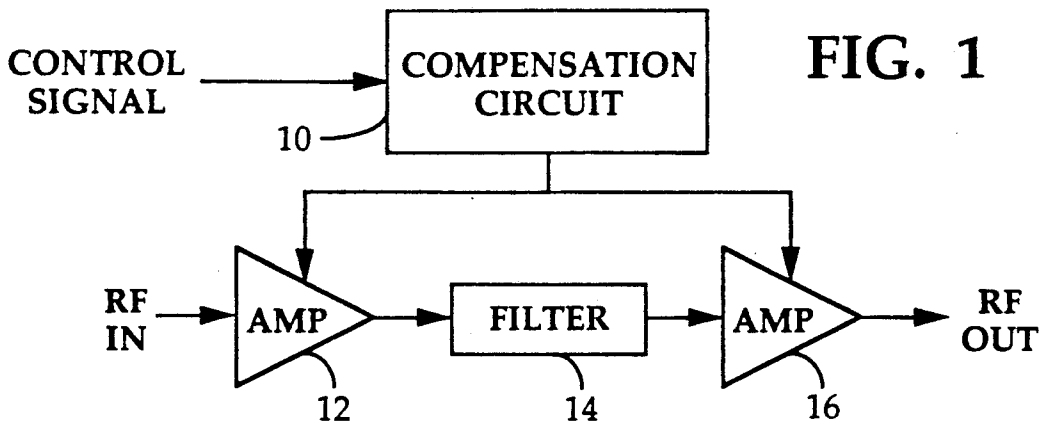 FIG. 1
CONTROL
SIGNAL
COMPENSATION
CIRCUIT
10
RF
IN
AMP
FILTER
AMP
RF
OUT
12
14
16